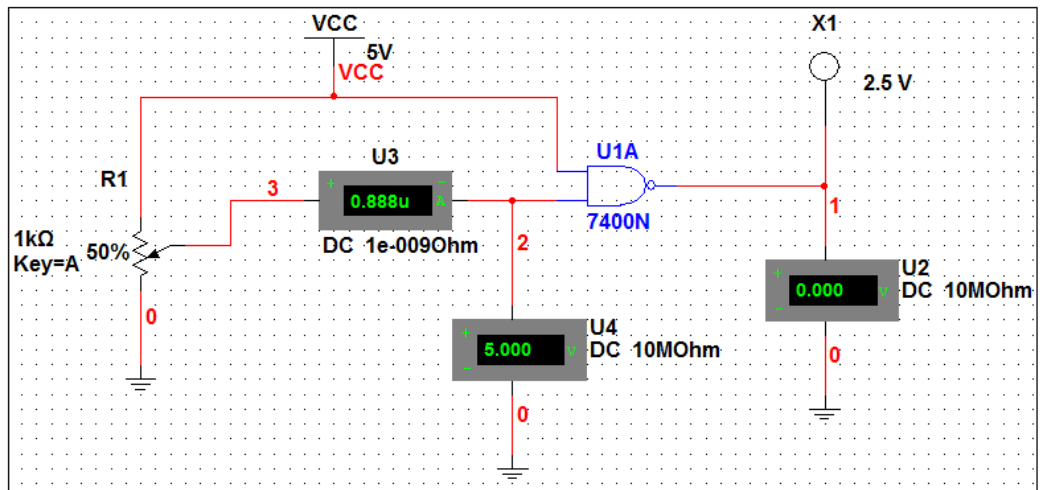 VCC
5V
VCC
X1
2.5 V
U1A
7400N
R1
1kΩ
Key=A
50%
3
U3
+
-
0.888u
A
DC 1e-009Ohm
2
1
0
U4
+
-
5.000
V
DC 10MOhm
0
U2
+
-
0.000
V
DC 10MOhm
0